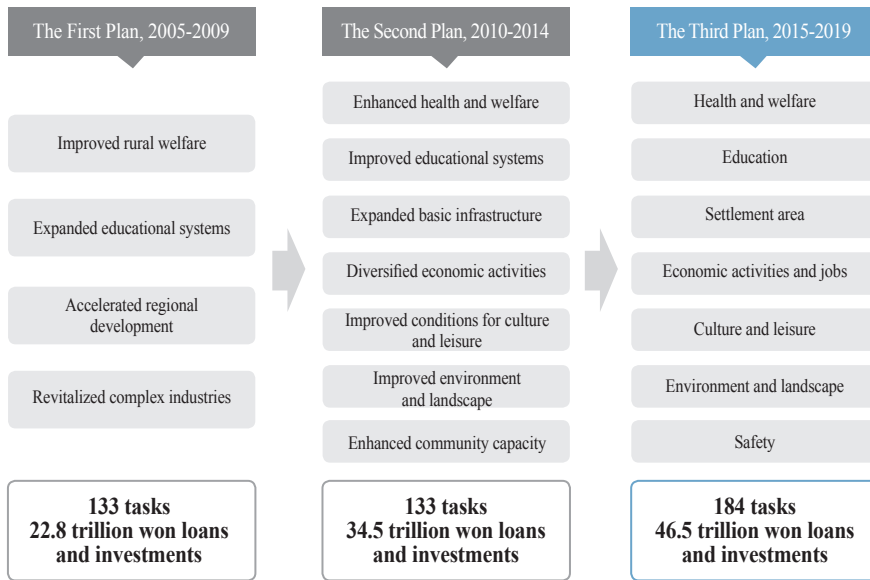 The First Plan, 2005-2009
Improved rural welfare
Expanded educational systems
Accelerated regional
development
Revitalized complex industries
133 tasks
22.8 trillion won loans
and investments
The Second Plan, 2010-2014
Enhanced health and welfare
Improved educational systems
Expanded basic infrastructure
Diversified economic activities
Improved conditions for culture
and leisure
Improved environment
and landscape
Enhanced community capacity
133 tasks
34.5 trillion won loans
and investments
The Third Plan, 2015-2019
Health and welfare
Education
Settlement area
Economic activities and jobs
Culture and leisure
Environment and landscape
Safety
184 tasks
46.5 trillion won loans
and investments